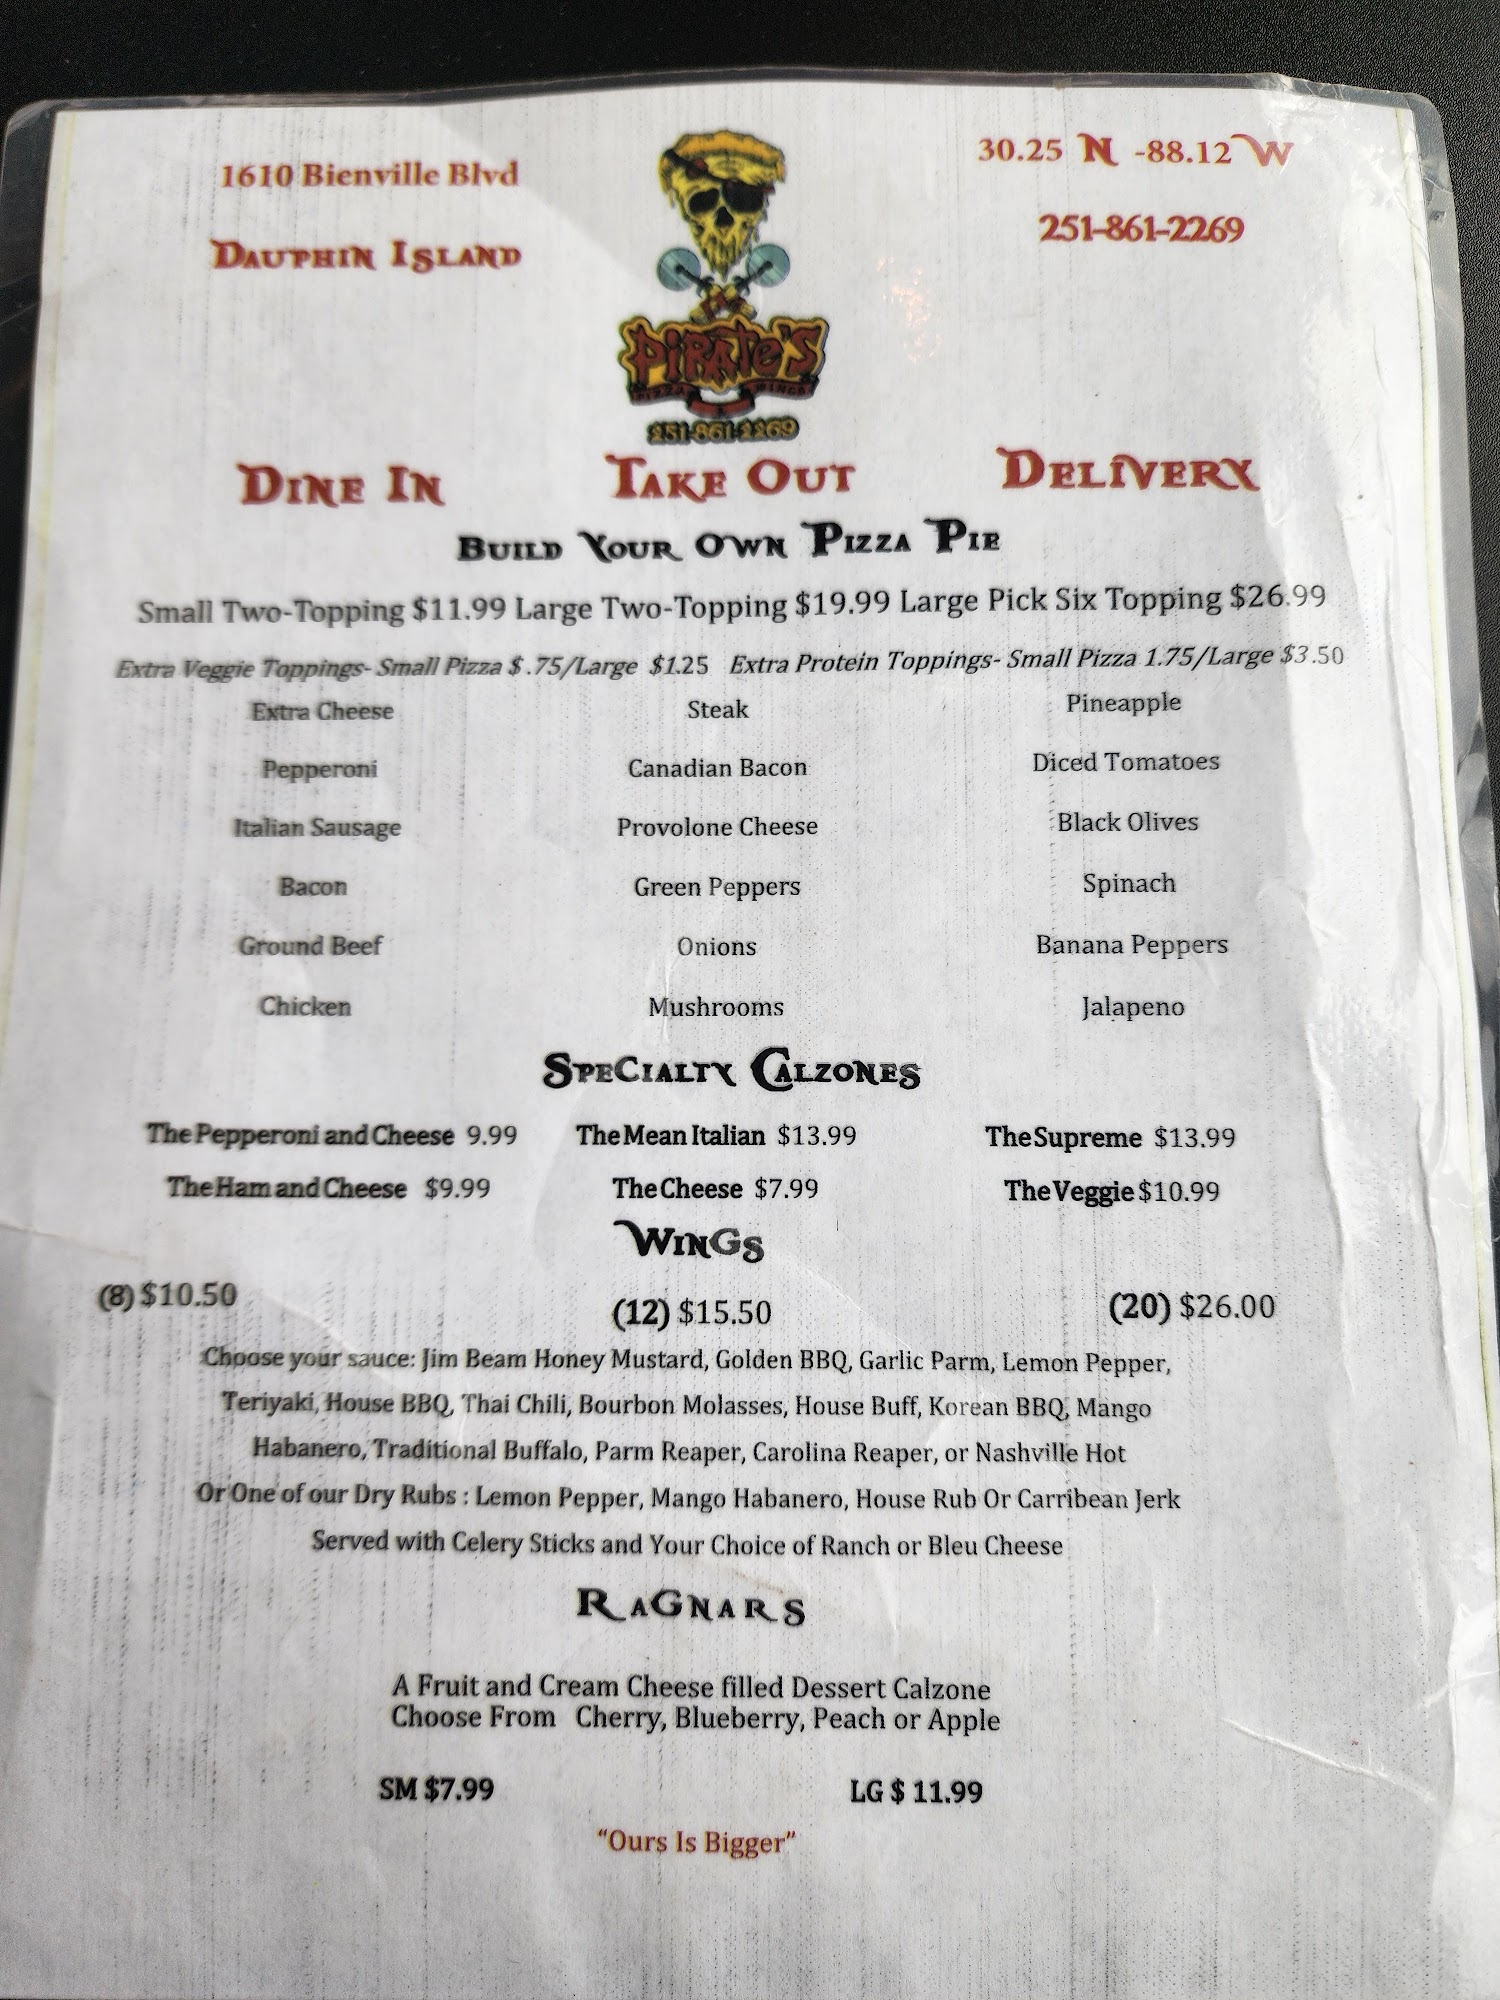 1610 Bienville Blvd
Dauphin Island
30.25 N -88.12 W
251-861-2269
PIRATE'S
PIZZA & WINGS
251-861-2269
Dine In Take Out Delivery
Build Your Own Pizza Pie
Small Two-Topping $11.99 Large Two-Topping $19.99 Large Pick Six Topping $26.99
Extra Veggie Toppings- Small Pizza $ .75/Large $1.25 Extra Protein Toppings- Small Pizza 1.75/Large $3.50
Extra Cheese Steak Pineapple
Pepperoni Canadian Bacon Diced Tomatoes
Italian Sausage Provolone Cheese Black Olives
Bacon Green Peppers Spinach
Ground Beef Onions Banana Peppers
Chicken Mushrooms Jalapeno
Specialty Calzones
The Pepperoni and Cheese 9.99 The Mean Italian $13.99 The Supreme $13.99
The Ham and Cheese $9.99 The Cheese $7.99 The Veggie $10.99
Wings
(8) $10.50 (12) $15.50 (20) $26.00
Choose your sauce: Jim Beam Honey Mustard, Golden BBQ, Garlic Parm, Lemon Pepper,
Teriyaki, House BBQ, Thai Chili, Bourbon Molasses, House Buff, Korean BBQ, Mango
Habanero, Traditional Buffalo, Parm Reaper, Carolina Reaper, or Nashville Hot
Or One of our Dry Rubs : Lemon Pepper, Mango Habanero, House Rub Or Carribean Jerk
Served with Celery Sticks and Your Choice of Ranch or Bleu Cheese
Ragnars
A Fruit and Cream Cheese filled Dessert Calzone
Choose From Cherry, Blueberry, Peach or Apple
SM $7.99 LG $ 11.99
"Ours Is Bigger"